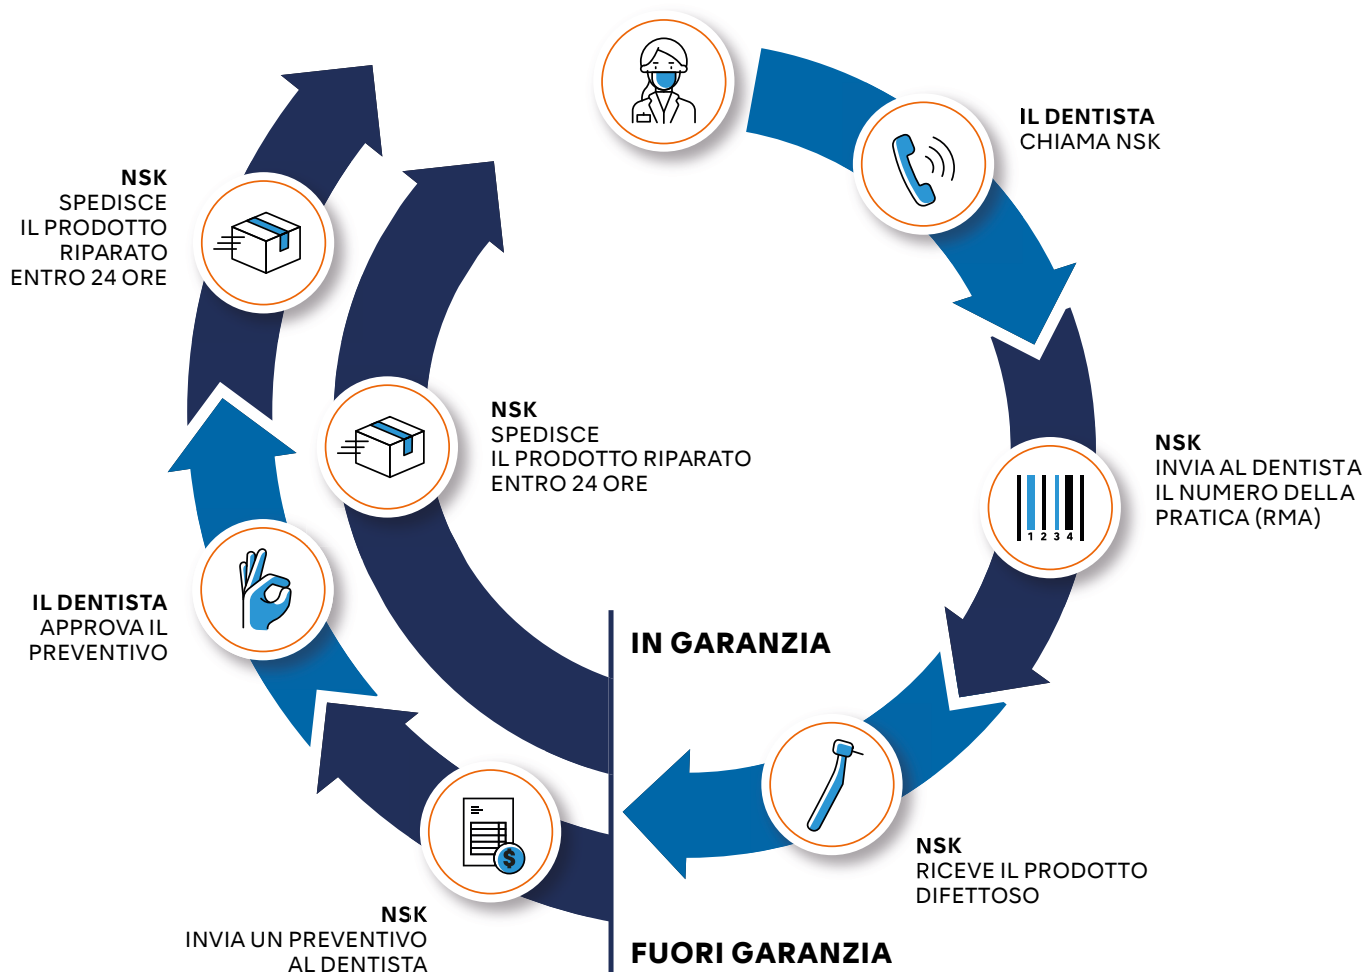 IL DENTISTA
CHIAMA NSK
NSK
INVIA AL DENTISTA
IL NUMERO DELLA
PRATICA (RMA)
1 2 3 4
NSK
RICEVE IL PRODOTTO
DIFETTOSO
IN GARANZIA
NSK
SPEDISCE
IL PRODOTTO RIPARATO
ENTRO 24 ORE
FUORI GARANZIA
$
NSK
INVIA UN PREVENTIVO
AL DENTISTA
IL DENTISTA
APPROVA IL
PREVENTIVO
NSK
SPEDISCE
IL PRODOTTO
RIPARATO
ENTRO 24 ORE